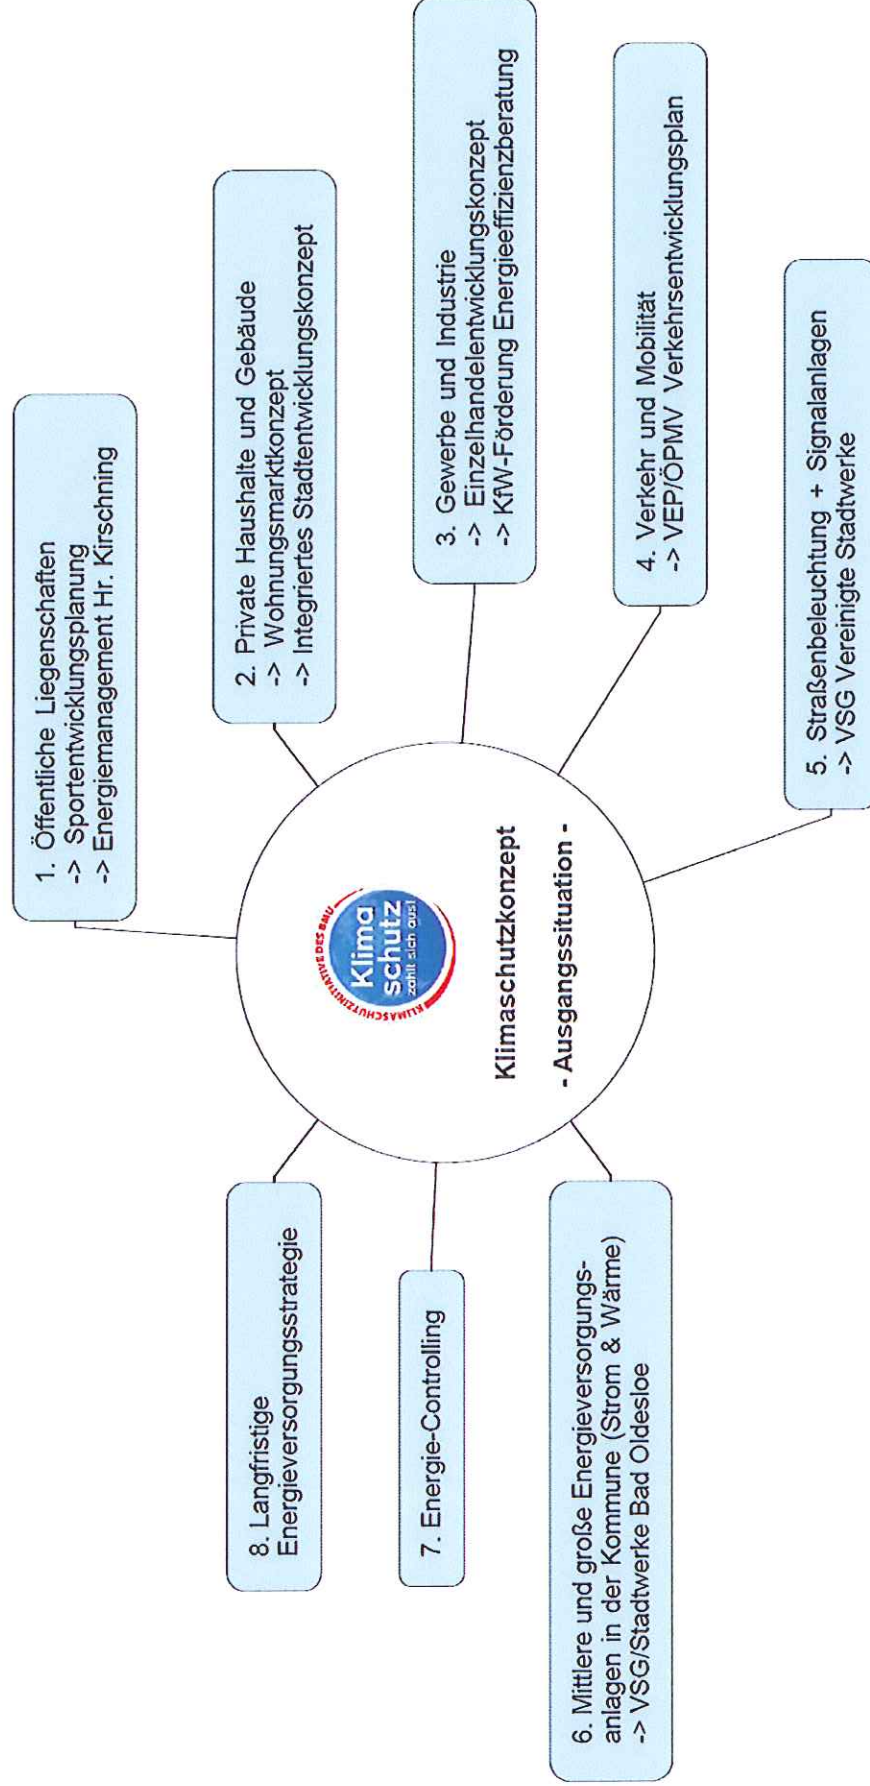 1. Öffentliche Liegenschaften
-> Sportentwicklungsplanung
-> Energiemanagement Hr. Kirschning
2. Private Haushalte und Gebäude
-> Wohnungsmarktkonzept
-> Integriertes Stadtentwicklungskonzept
3. Gewerbe und Industrie
-> Einzelhandelentwicklungskonzept
-> KfW-Förderung Energieeffizienzberatung
4. Verkehr und Mobilität
-> VEP/ÖPMV Verkehrsentwicklungsplan
5. Straßenbeleuchtung + Signalanlagen
-> VSG Vereinigte Stadtwerke
6. Mittlere und große Energieversorgungs-
anlagen in der Kommune (Strom & Wärme)
-> VSG/Stadtwerke Bad Oldesloe
7. Energie-Controlling
8. Langfristige
Energieversorgungsstrategie
KLIMASCHUTZINITIATIVE DES BMU
Klima
schutz
zahlt sich aus!
Klimaschutzkonzept
- Ausgangssituation -